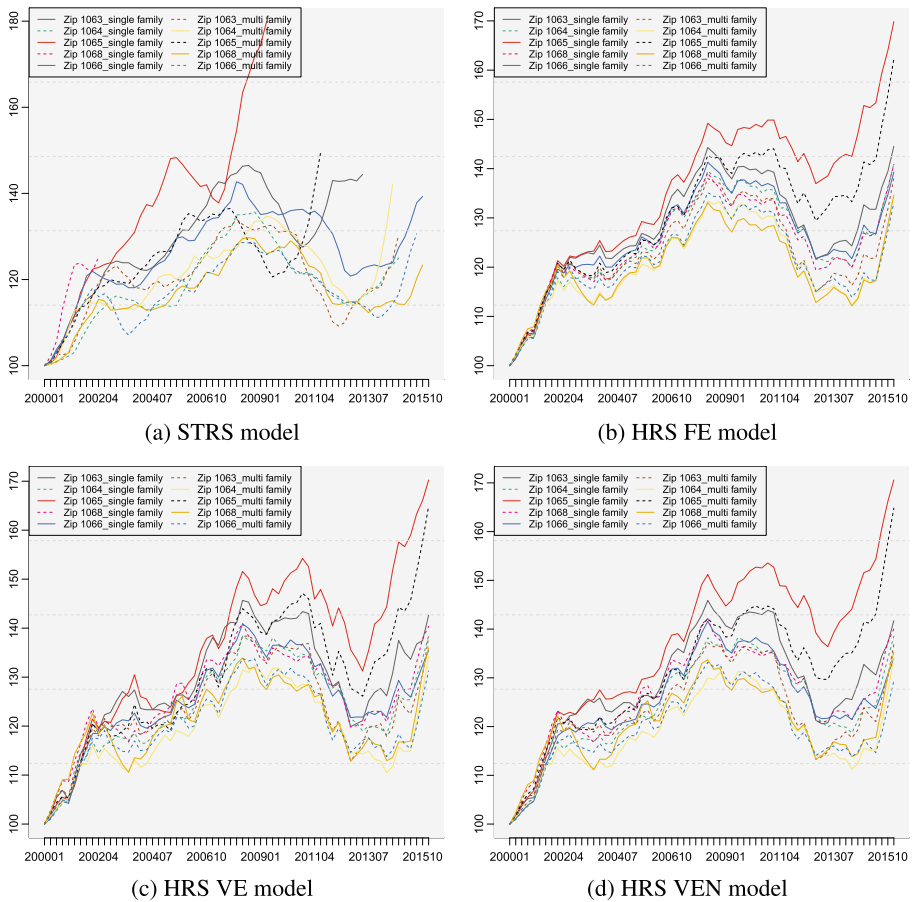 180
160
140
120
100
Zip 1063_single family Zip 1063_multi family
Zip 1064_single family Zip 1064_multi family
Zip 1065_single family Zip 1065_multi family
Zip 1068_single family Zip 1068_multi family
Zip 1066_single family Zip 1066_multi family
200001 200204 200407 200610 200901 201104 201307 201510
(a) STRS model
170
160
150
140
130
120
100
Zip 1063_single family Zip 1063_multi family
Zip 1064_single family Zip 1064_multi family
Zip 1065_single family Zip 1065_multi family
Zip 1068_single family Zip 1068_multi family
Zip 1066_single family Zip 1066_multi family
200001 200204 200407 200610 200901 201104 201307 201510
(b) HRS FE model
170
160
150
140
130
120
110
100
Zip 1063_single family Zip 1063_multi family
Zip 1064_single family Zip 1064_multi family
Zip 1065_single family Zip 1065_multi family
Zip 1068_single family Zip 1068_multi family
Zip 1066_single family Zip 1066_multi family
200001 200204 200407 200610 200901 201104 201307 201510
(c) HRS VE model
170
160
150
140
130
120
110
100
Zip 1063_single family Zip 1063_multi family
Zip 1064_single family Zip 1064_multi family
Zip 1065_single family Zip 1065_multi family
Zip 1068_single family Zip 1068_multi family
Zip 1066_single family Zip 1066_multi family
200001 200204 200407 200610 200901 201104 201307 201510
(d) HRS VEN model